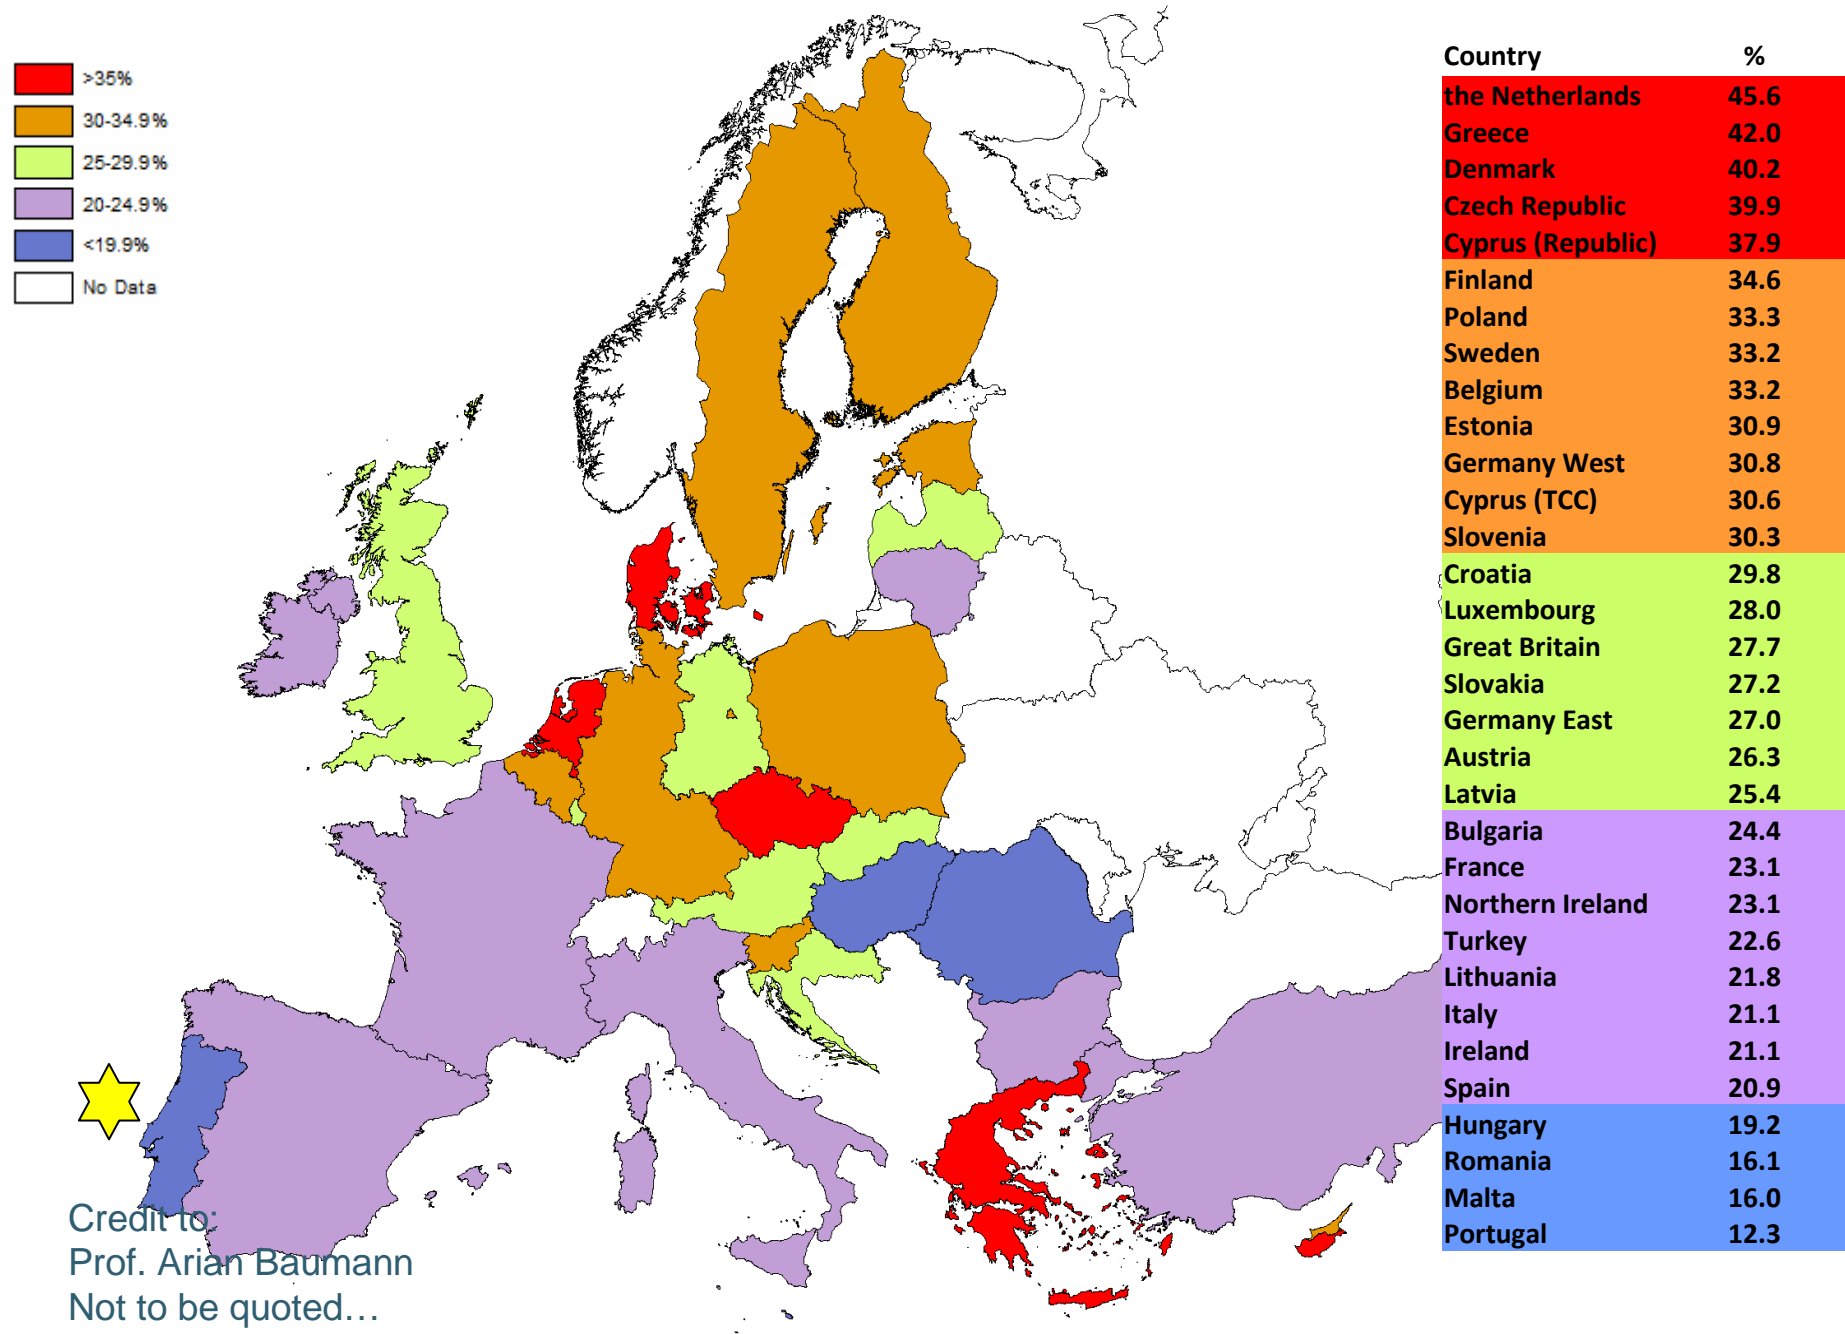 >35%
30-34.9%
25-29.9%
20-24.9%
<19.9%
No Data
Country %
the Netherlands 45.6
Greece 42.0
Denmark 40.2
Czech Republic 39.9
Cyprus (Republic) 37.9
Finland 34.6
Poland 33.3
Sweden 33.2
Belgium 33.2
Estonia 30.9
Germany West 30.8
Cyprus (TCC) 30.6
Slovenia 30.3
Croatia 29.8
Luxembourg 28.0
Great Britain 27.7
Slovakia 27.2
Germany East 27.0
Austria 26.3
Latvia 25.4
Bulgaria 24.4
France 23.1
Northern Ireland 23.1
Turkey 22.6
Lithuania 21.8
Italy 21.1
Ireland 21.1
Spain 20.9
Hungary 19.2
Romania 16.1
Malta 16.0
Portugal 12.3
Credit to:
Prof. Arian Baumann
Not to be quoted…